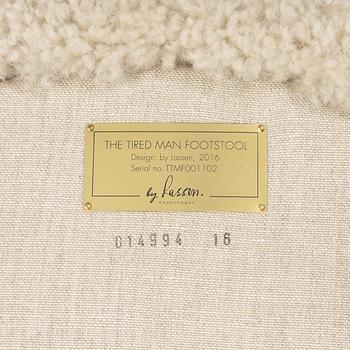 THE TIRED MAN FOOTSTOOL
Design: by Lassen, 2016
Serial no. TTMF001102
by Lassen.
Copenhagen
014994 16